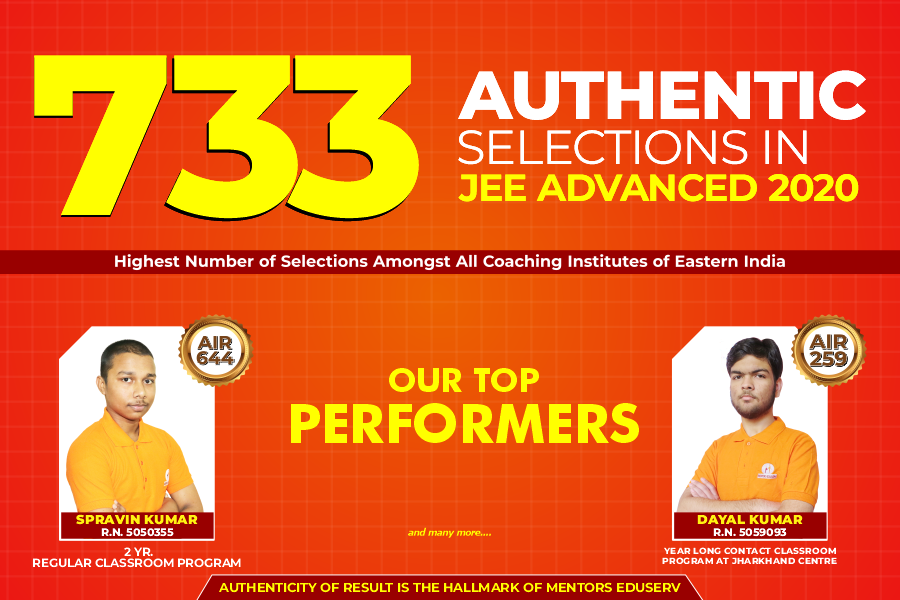 733
AUTHENTIC
SELECTIONS IN
JEE ADVANCED 2020
Highest Number of Selections Amongst All Coaching Institutes of Eastern India
AIR
644
AIR
259
OUR TOP
PERFORMERS
SPRAVIN KUMAR
R.N. 5050355
2 YR.
REGULAR CLASSROOM PROGRAM
and many more....
DAYAL KUMAR
R.N. 5059093
YEAR LONG CONTACT CLASSROOM
PROGRAM AT JHARKHAND CENTRE
AUTHENTICITY OF RESULT IS THE HALLMARK OF MENTORS EDUSERV